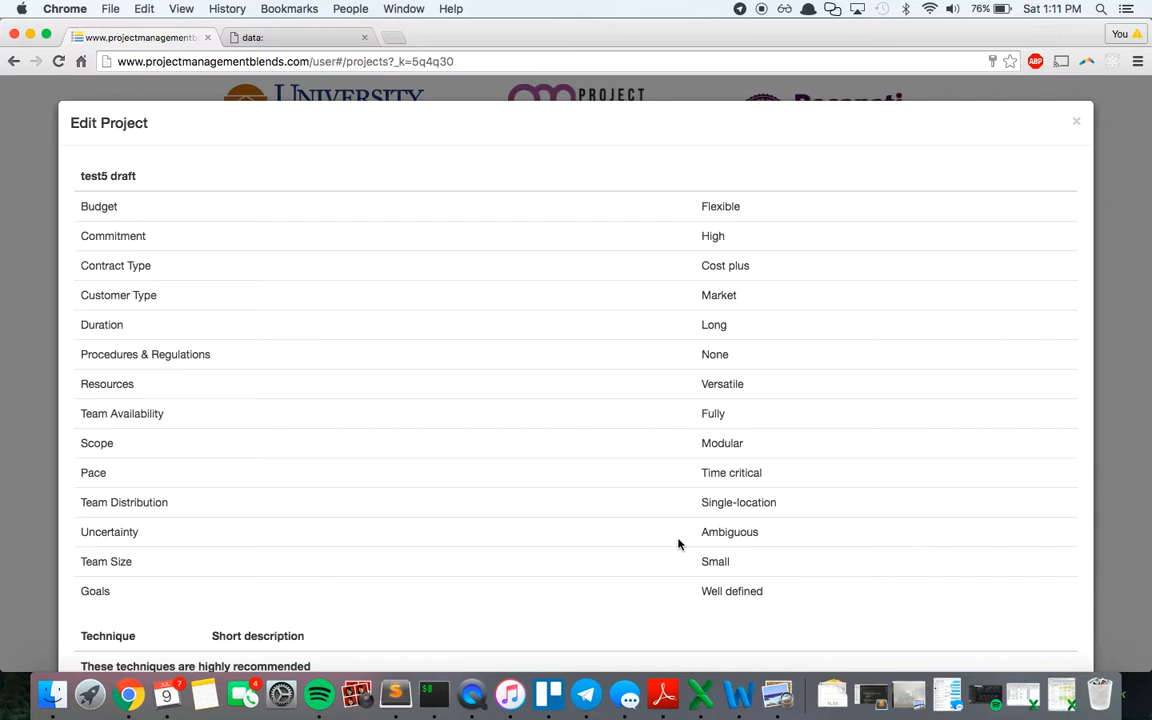 Chrome File Edit View History Bookmarks People Window Help 76% Sat 1:11 PM
www.projectmanagementb data: You
www.projectmanagementblends.com/user#/projects?_k=5q4q30
UNIVERSITY PROJECT
Edit Project ×
test5 draft
Budget Flexible
Commitment High
Contract Type Cost plus
Customer Type Market
Duration Long
Procedures & Regulations None
Resources Versatile
Team Availability Fully
Scope Modular
Pace Time critical
Team Distribution Single-location
Uncertainty Ambiguous
Team Size Small
Goals Well defined
Technique Short description
These techniques are highly recommended